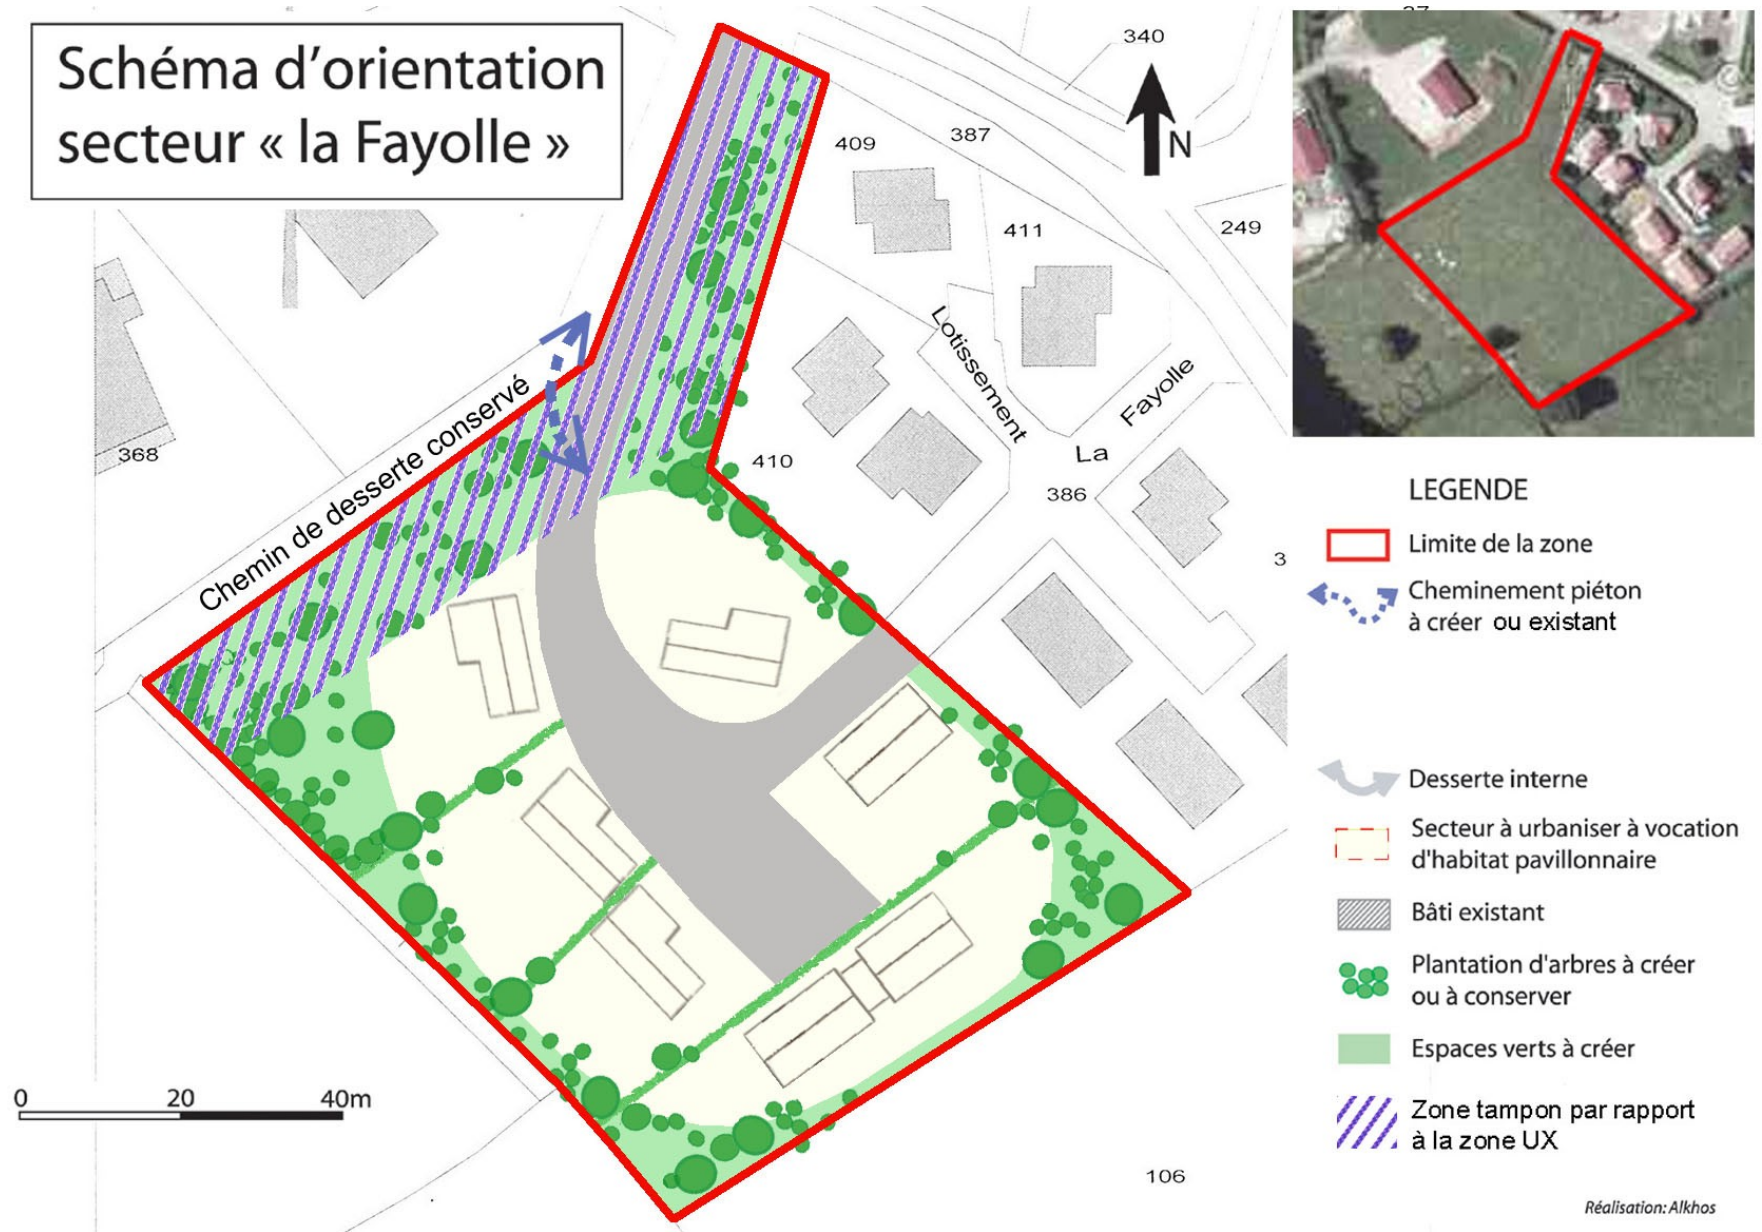 Schéma d'orientation
secteur « la Fayolle »
340
409
387
N
411
249
Lotissement
La
Fayolle
Chemin de desserte conservé
368
410
386
3
LEGENDE
Limite de la zone
Cheminement piéton
à créer ou existant
Desserte interne
Secteur à urbaniser à vocation
d'habitat pavillonnaire
Bâti existant
Plantation d'arbres à créer
ou à conserver
Espaces verts à créer
Zone tampon par rapport
à la zone UX
0 20 40m
106
Réalisation: Alkhos